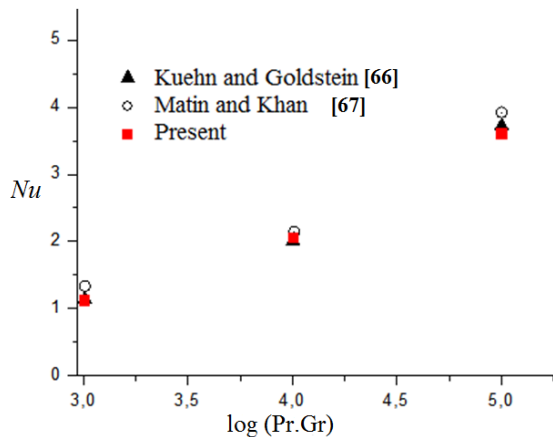 5
▲ Kuehn and Goldstein [66]
○ Matin and Khan [67]
■ Present
4
3
Nu
2
1
0
3,0 3,5 4,0 4,5 5,0
log (Pr.Gr)